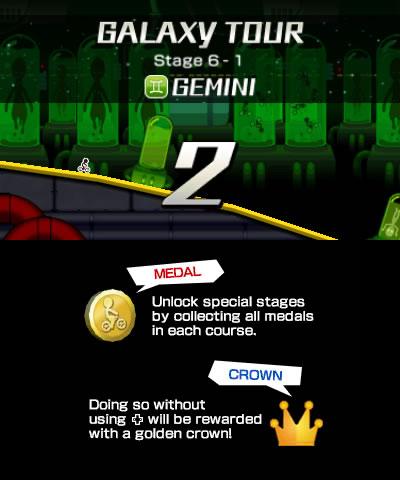 GALAXY TOUR
Stage 6 - 1
♊ GEMINI
2
MEDAL
Unlock special stages
by collecting all medals
in each course.
CROWN
Doing so without
using ✚ will be rewarded
with a golden crown!